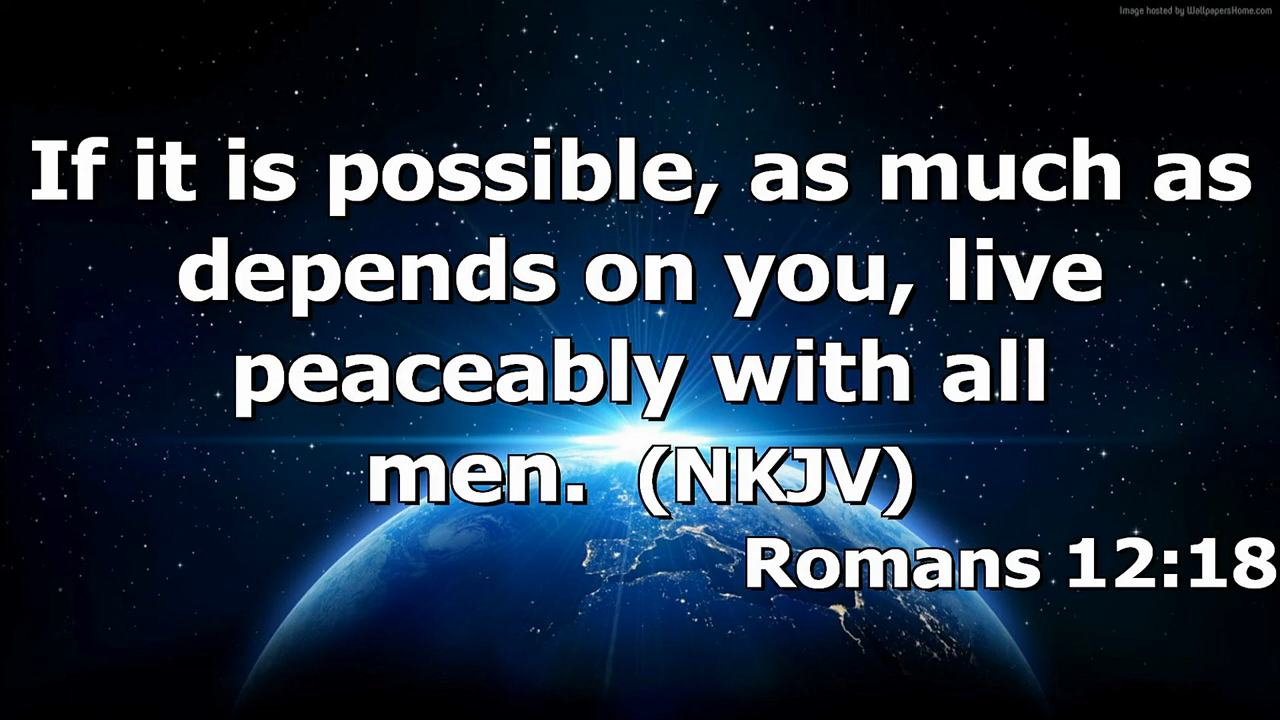 Image hosted by WallpapersHome.com
If it is possible, as much as
depends on you, live
peaceably with all
men.  (NKJV)
Romans 12:18